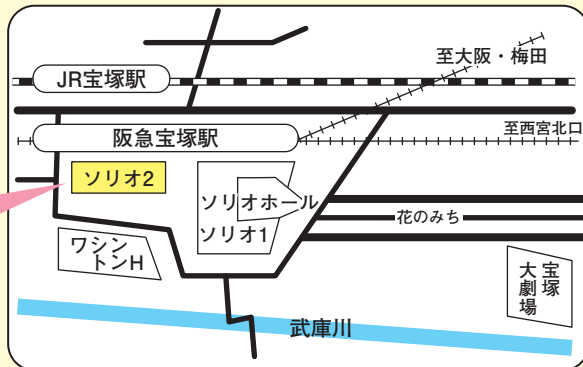 至大阪・梅田
JR宝塚駅
至西宮北口
阪急宝塚駅
ソリオ2
ソリオホール
ソリオ1
花のみち
ワシン
トンH
宝塚
大劇場
武庫川